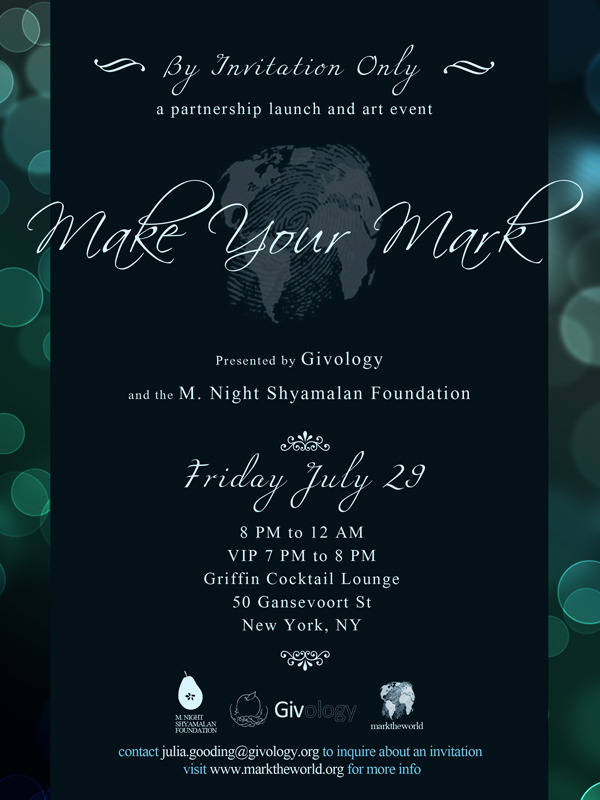 By Invitation Only
a partnership launch and art event
Make Your Mark
Presented by Givology
and the M. Night Shyamalan Foundation
Friday July 29
8 PM to 12 AM
VIP 7 PM to 8 PM
Griffin Cocktail Lounge
50 Gansevoort St
New York, NY
M. NIGHT
SHYAMALAN
FOUNDATION
Givology
marktheworld
contact julia.gooding@givology.org to inquire about an invitation
visit www.marktheworld.org for more info